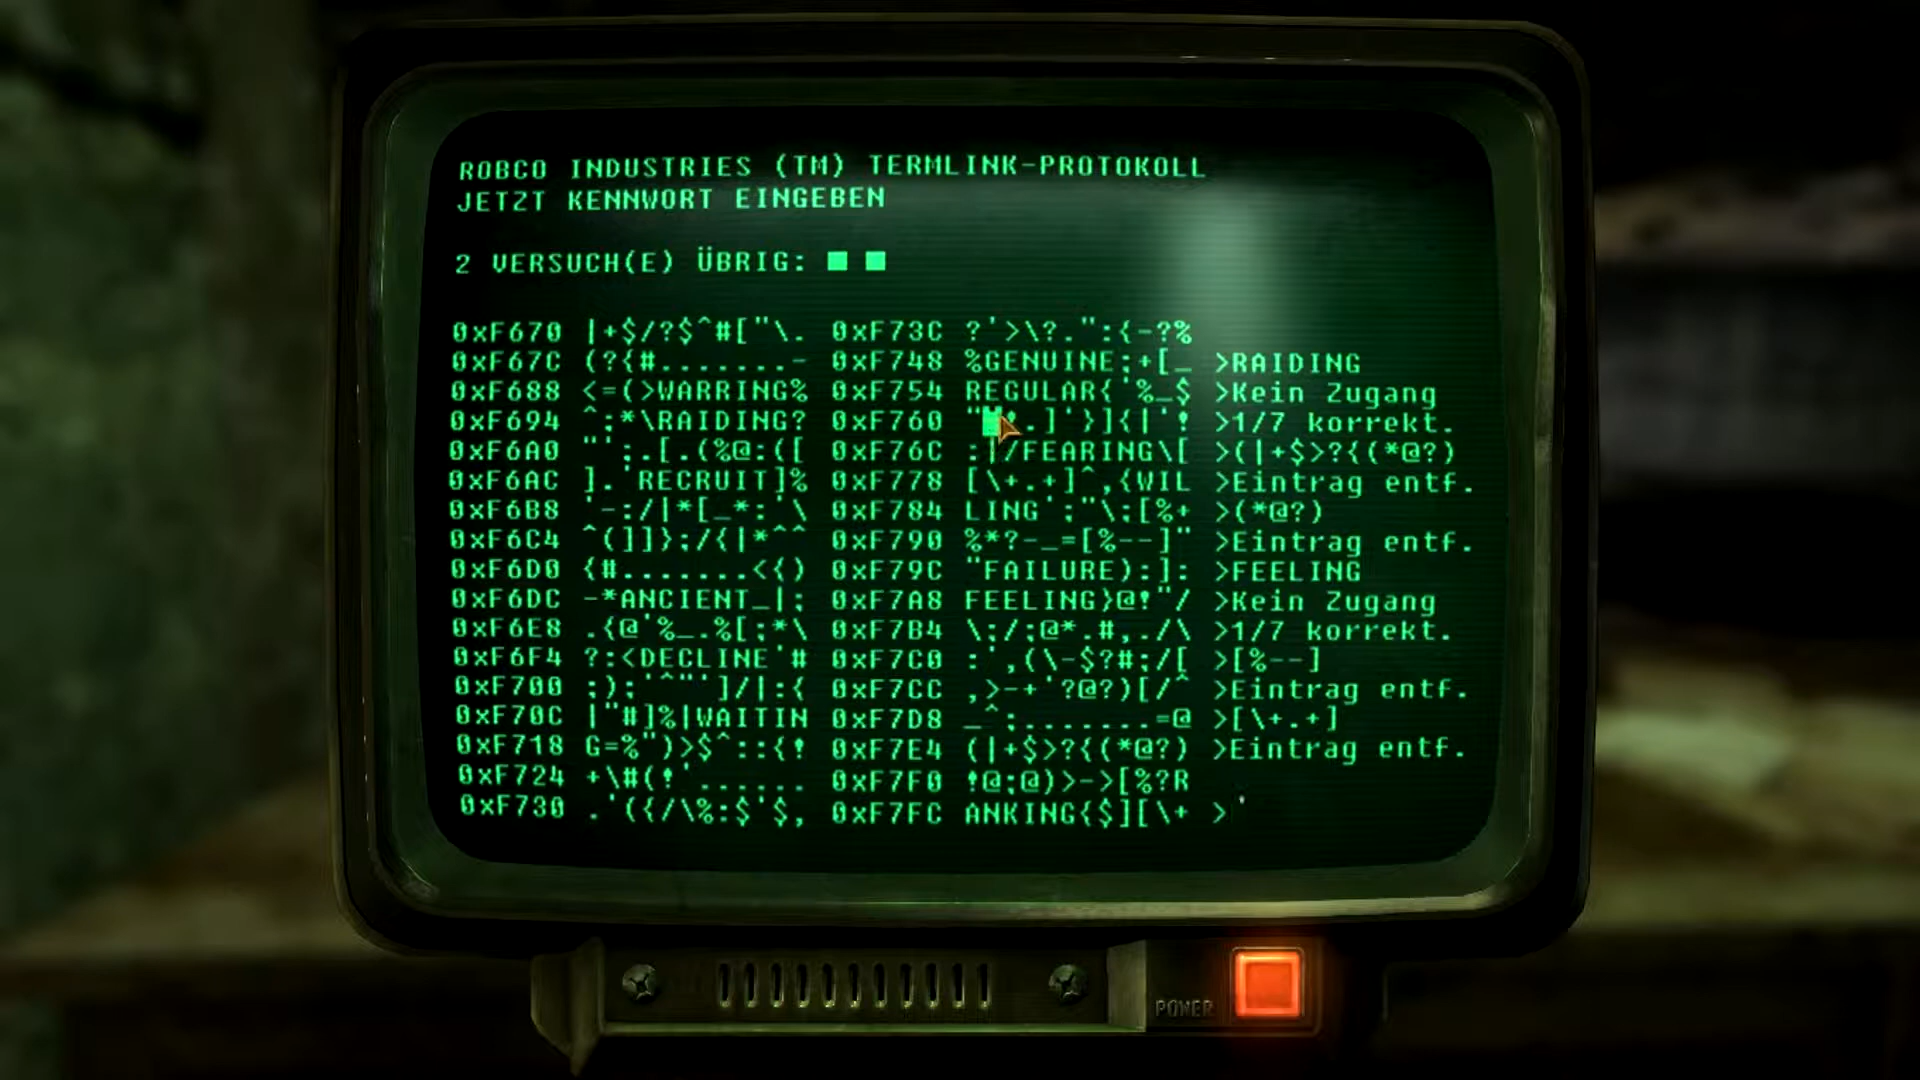 ROBCO INDUSTRIES (TM) TERMLINK-PROTOKOLL
JETZT KENNWORT EINGEBEN
2 VERSUCH(E) ÜBRIG: ■ ■
0xF670 |+$/?$^#["\. 0xF73C ?'>\?.":{-?%
0xF67C (?{#.......- 0xF748 %GENUINE;+[_ >RAIDING
0xF688 <=()WARRING% 0xF754 REGULAR{'%_$ >Kein Zugang
0xF694 ^;*\RAIDING? 0xF760 .]'}]{|'! >1/7 korrekt.
0xF6A0 "';.[.(%@:([ 0xF76C :|/FEARING\[ >(|+$>?{(*@?)
0xF6AC ].'RECRUIT]% 0xF778 [\+.+]^,{WIL >Eintrag entf.
0xF6B8 '-:/|*[_*:'\ 0xF784 LING';"\;[%+ >(*@?)
0xF6C4 ^(]]};/{|*^^ 0xF790 %*?-_=[%--]" >Eintrag entf.
0xF6D0 {#.......<{) 0xF79C "FAILURE):]: >FEELING
0xF6DC -*ANCIENT_|; 0xF7A8 FEELING}@!"/ >Kein Zugang
0xF6E8 .{@'%_.%[;*\ 0xF7B4 \;/;@*.#,./\ >1/7 korrekt.
0xF6F4 ?:<DECLINE'# 0xF7C0 :',(\-$?#;/[ >[%--]
0xF700 ;);'^"']/|:{ 0xF7CC ,>-+'?@?)[/^ >Eintrag entf.
0xF70C |"#]%|WAITIN 0xF7D8 _^;.......=@ >[\+.+]
0xF718 G=%")>$^::{! 0xF7E4 (|+$>?{(*@?) >Eintrag entf.
0xF724 +\#(!'...... 0xF7F0 !@;@)>->[%?R
0xF730 .'({/\%:$'$, 0xF7FC ANKING{$][\+ >
POWER